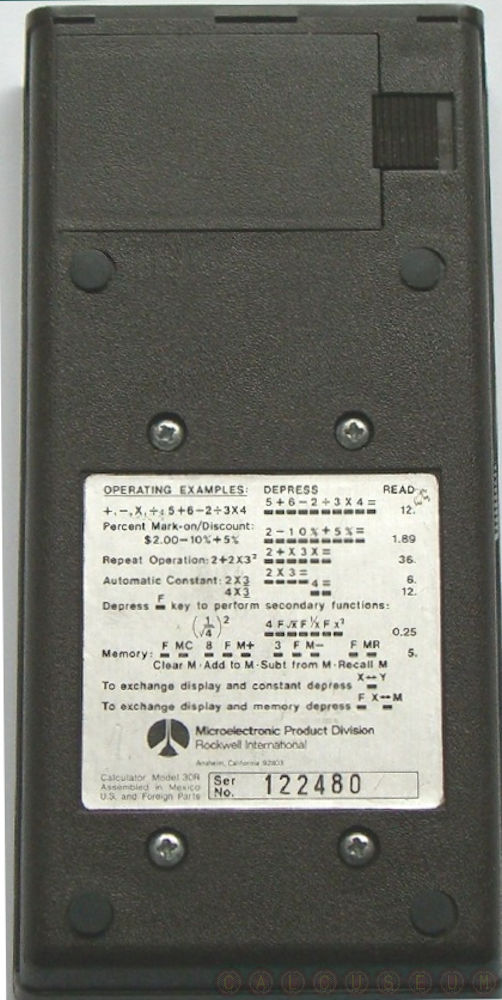 OPERATING EXAMPLES: DEPRESS READ
+,-,X,÷: 5+6-2÷3X4 5+6-2÷3X4= 12.
Percent Mark-on/Discount:
$2.00-10%+5% 2-10%+5%= 1.89
Repeat Operation: 2+2X3² 2+X3X= 36.
Automatic Constant: 2X3 2X3= 6.
4X3 4= 12.
Depress F key to perform secondary functions:
(1/√4)² 4 F √x F 1/x F x² 0.25
Memory: F MC 8 F M+ 3 F M- F MR 5.
Clear M·Add to M·Subt from M·Recall M
To exchange display and constant depress X↔Y
To exchange display and memory depress F X↔M
Microelectronic Product Division
Rockwell International
Anaheim, California 92803
Calculator Model 30R
Assembled in Mexico
U.S. and Foreign Parts
Ser No. 122480
CALCUSEUM